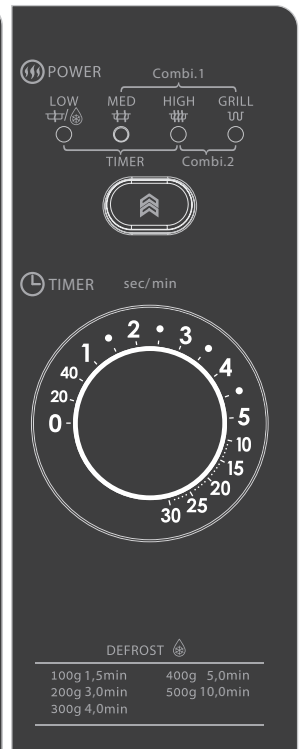 POWER
Combi.1
LOW MED HIGH GRILL
TIMER Combi.2
TIMER sec/min
0
20
40
1
2
3
4
5
10
15
20
25
30
DEFROST
100g 1,5min 400g 5,0min
200g 3,0min 500g 10,0min
300g 4,0min